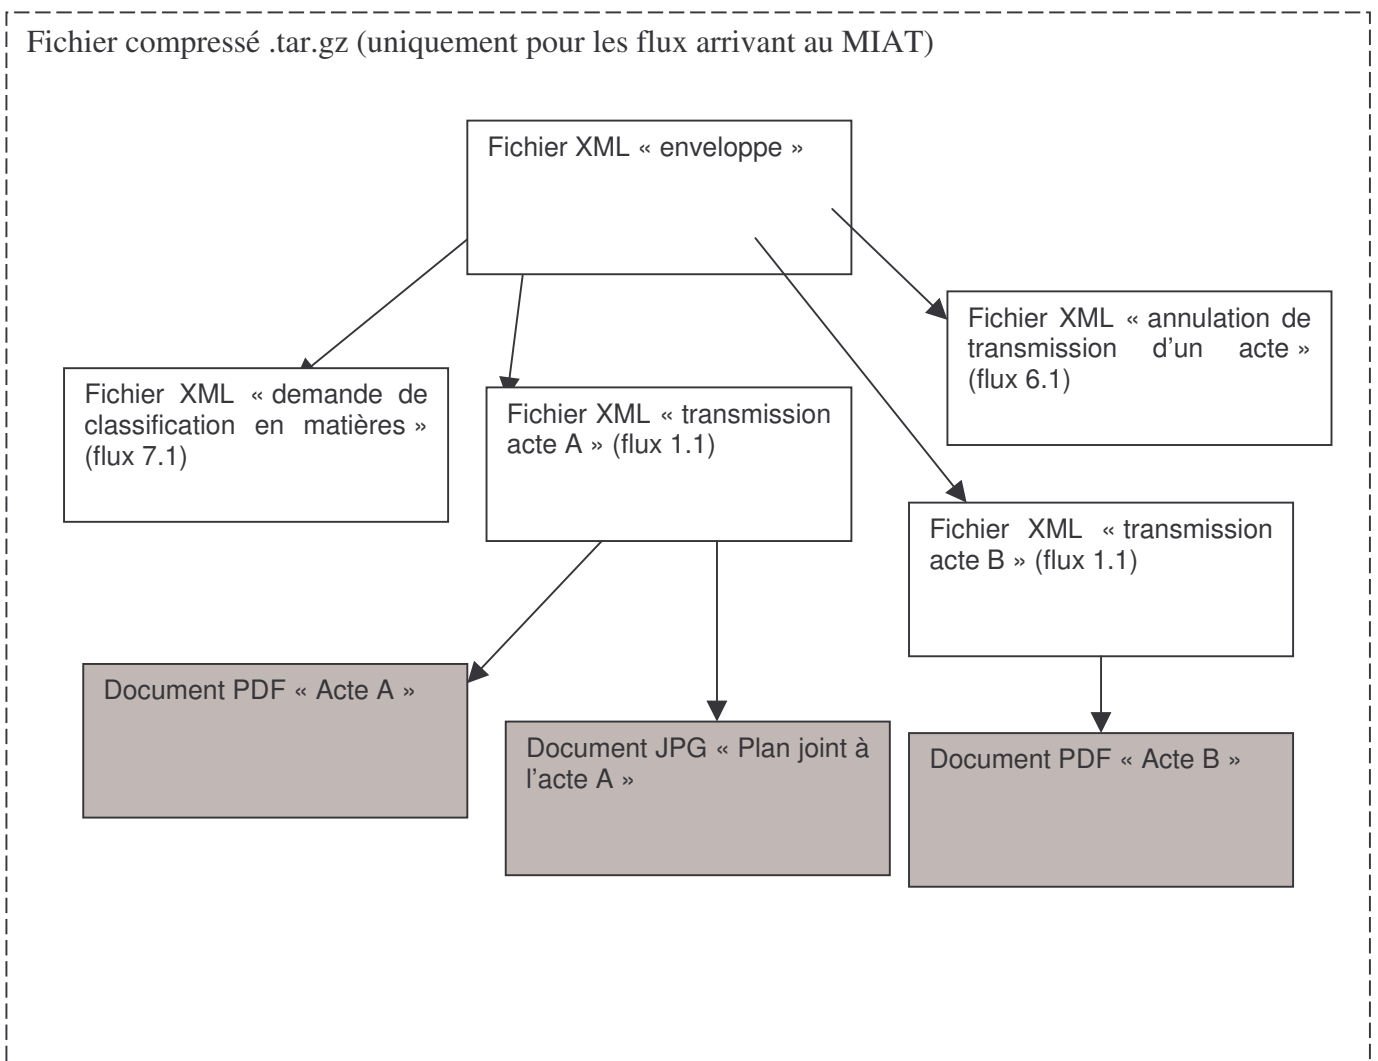 Fichier compressé .tar.gz (uniquement pour les flux arrivant au MIAT)
Fichier XML « enveloppe »
Fichier XML « annulation de
transmission d'un acte »
(flux 6.1)
Fichier XML « demande de
classification en matières »
(flux 7.1)
Fichier XML « transmission
acte A » (flux 1.1)
Fichier XML « transmission
acte B » (flux 1.1)
Document PDF « Acte A »
Document JPG « Plan joint à
l'acte A »
Document PDF « Acte B »